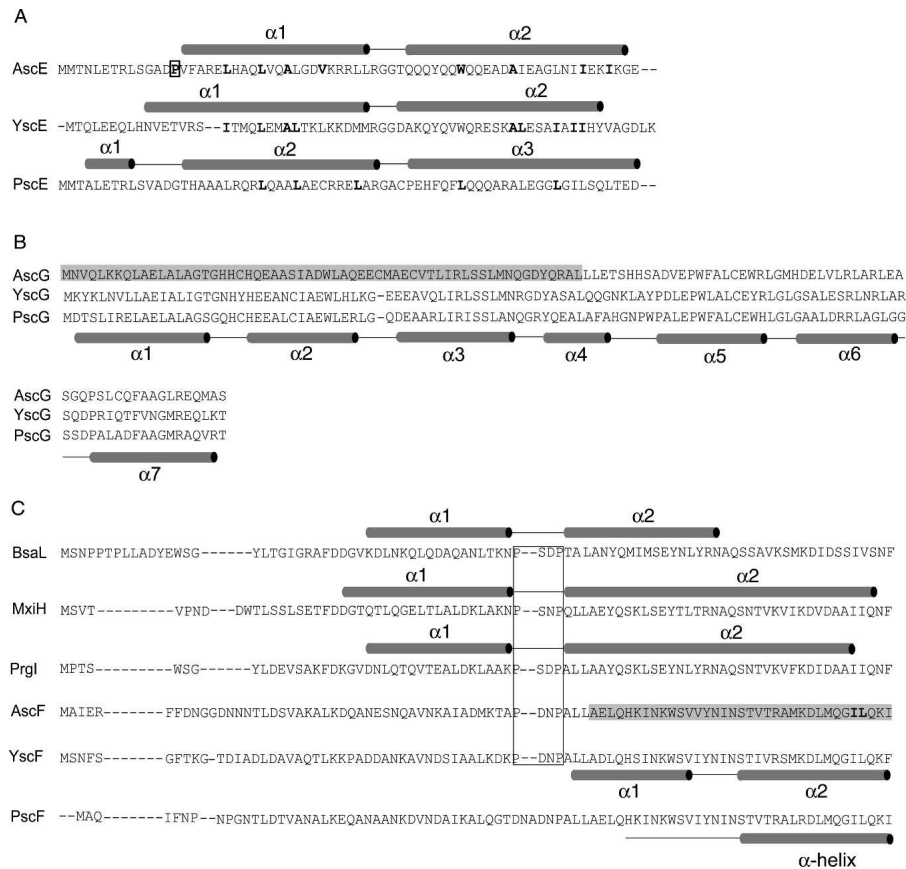 A
α1 α2
AscE MMTNLETRLSGADPVFARELHAQLVQALGDVKRRLLRGGTQQQYQQWQQEADAIEAGLNIIEKIKGE--
α1 α2
YscE -MTQLEEQLHNVETVRS--ITMQLEMALTKLKKDMMRGGDAKQYQVWQRESKALESAIAIIHYVAGDLK
α1 α2 α3
PscE MMTALETRLSVADGTHAAALRQRLQAALAECRRELARGACPEHFQFLQQQARALEGGLGILSQLTED--
B
AscG MNVQLKKQLAELALAGTGHHCHQEAASIADWLAQEECMAECVTLIRLSSLMNQGDYQRALLLETSHHSADVEPWFALCEWRLGMHDELVLRLARLEA
YscG MKYKLNVLLAEIALIGTGNHYHEEANCIAEWLHLKG-EEEAVQLIRLSSLMNRGDYASALQQGNKLAYPDLEPWLALCEYRLGLGSALESRLNRLAR
PscG MDTSLIRELAELALAGSGQHCHEEALCIAEWLERLG-QDEAARLIRISSLANQGRYQEALAFAHGNPWPALEPWFALCEWHLGLGAALDRRLAGLGG
α1 α2 α3 α4 α5 α6
AscG SGQPSLCQFAAGLREQMAS
YscG SQDPRIQTFVNGMREQLKT
PscG SSDPALADFAAGMRAQVRT
α7
C
α1 α2
BsaL MSNPPTPLLADYEWSG------YLTGIGRAFDDGVKDLNKQLQDAQANLTKNP--SDPTALANYQMIMSEYNLYRNAQSSAVKSMKDIDSSIVSNF
α1 α2
MxiH MSVT---------VPND---DWTLSSLSETFDDGTQTLQGELTLALDKLAKNP--SNPQLLAEYQSKLSEYTLTRNAQSNTVKVIKDVDAAIIQNF
α1 α2
PrgI MPTS---------WSG------YLDEVSAKFDKGVDNLQTQVTEALDKLAAKP--SDPALLAAYQSKLSEYNLYRNAQSNTVKVFKDIDAAIIQNF
AscF MAIER-------FFDNGGDNNNTLDSVAKALKDQANESNQAVNKAIADMKTAP--DNPALLAELQHKINKWSVVYNINSTVTRAMKDLMQGILQKI
YscF MSNFS-------GFTKG-TDIADLDAVAQTLKKPADDANKAVNDSIAALKDKP--DNPALLADLQHSINKWSVIYNINSTIVRSMKDLMQGILQKF
α1 α2
PscF --MAQ-------IFNP--NPGNTLDTVANALKEQANAANKDVNDAIKALQGTDNADNPALLAELQHKINKWSVIYNINSTVTRALRDLMQGILQKI
α-helix